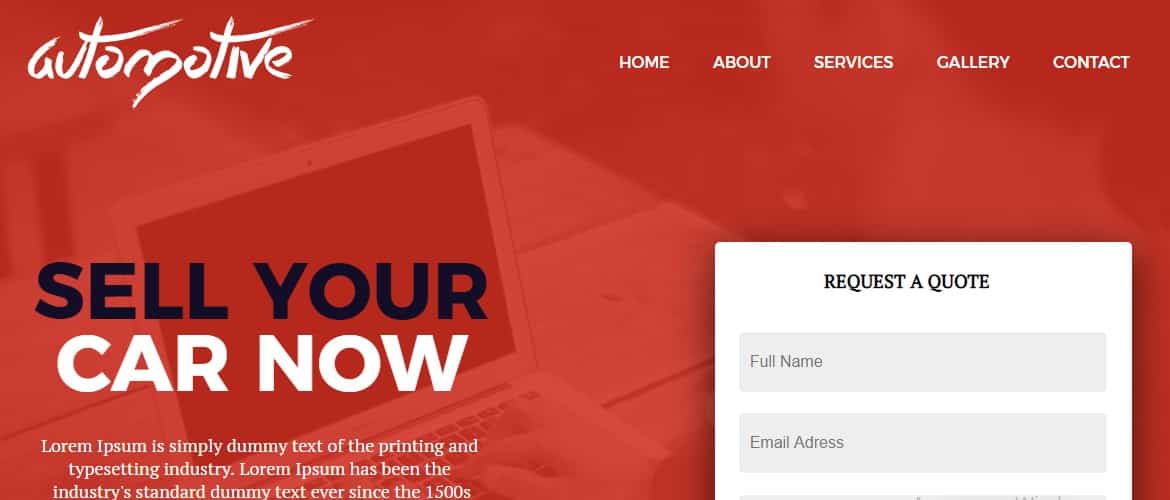 automotive
HOME ABOUT SERVICES GALLERY CONTACT
SELL YOUR
CAR NOW
Lorem Ipsum is simply dummy text of the printing and
typesetting industry. Lorem Ipsum has been the
industry's standard dummy text ever since the 1500s
REQUEST A QUOTE
Full Name
Email Adress